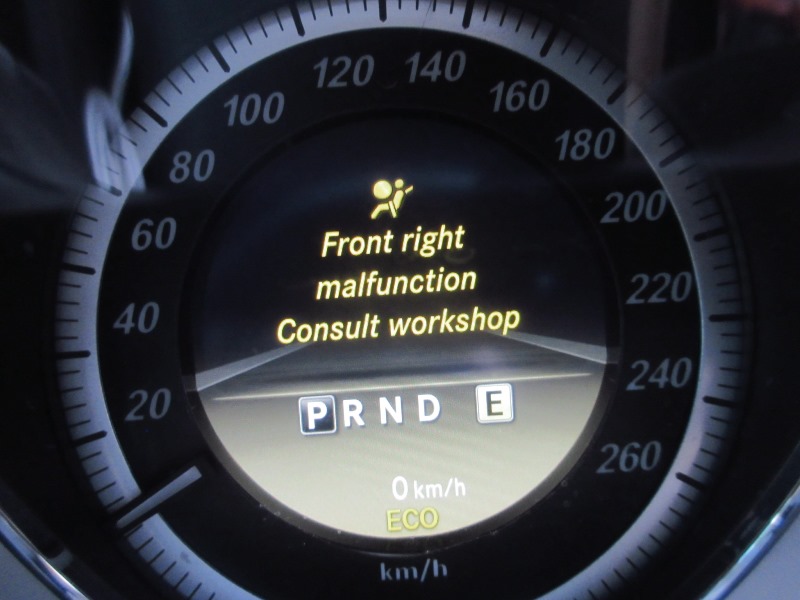 120 140
100 160
80 180
60 200
40 220
20 240
260
Front right
malfunction
Consult workshop
P R N D E
0 km/h
ECO
km/h